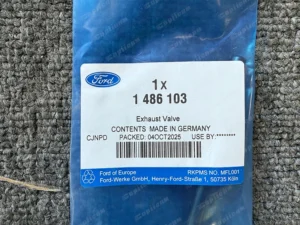 Ford
1x
1 486 103
Exhaust Valve
CONTENTS MADE IN GERMANY
CJNPD PACKED: 04OCT2025 USE BY:********
Ford of Europe RKPMS NO. MFL001
Ford-Werke GmbH, Henry-Ford-Straße 1, 50735 Köln